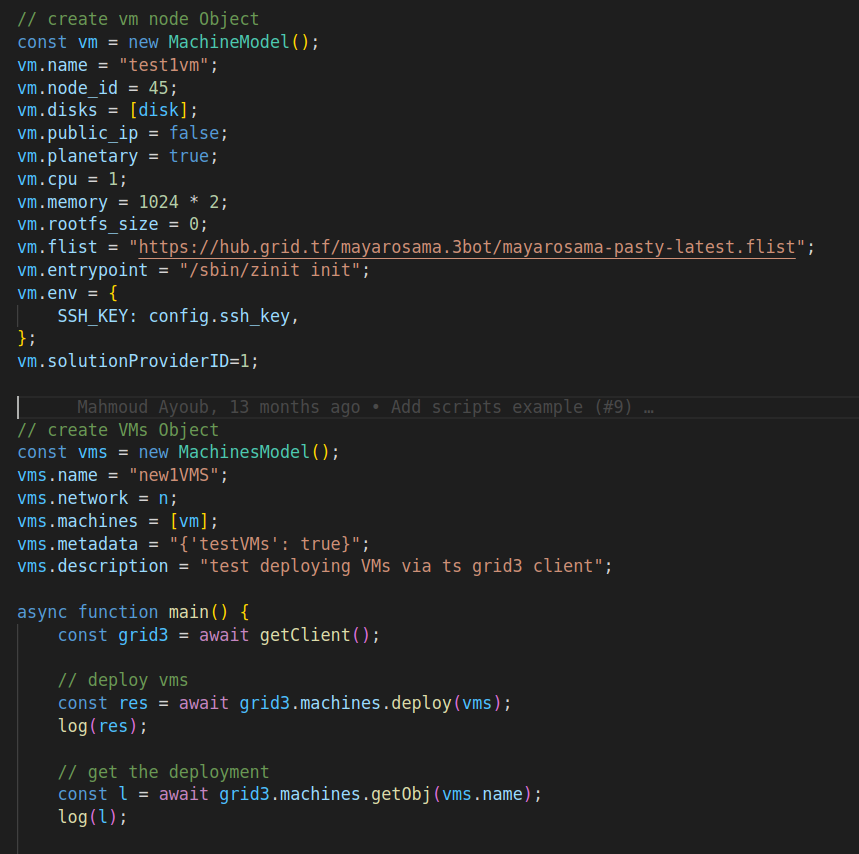 // create vm node Object
const vm = new MachineModel();
vm.name = "test1vm";
vm.node_id = 45;
vm.disks = [disk];
vm.public_ip = false;
vm.planetary = true;
vm.cpu = 1;
vm.memory = 1024 * 2;
vm.rootfs_size = 0;
vm.flist = "https://hub.grid.tf/mayarosama.3bot/mayarosama-pasty-latest.flist";
vm.entrypoint = "/sbin/zinit init";
vm.env = {
    SSH_KEY: config.ssh_key,
};
vm.solutionProviderID=1;
Mahmoud Ayoub, 13 months ago • Add scripts example (#9) …
// create VMs Object
const vms = new MachinesModel();
vms.name = "new1VMS";
vms.network = n;
vms.machines = [vm];
vms.metadata = "{'testVMs': true}";
vms.description = "test deploying VMs via ts grid3 client";
async function main() {
    const grid3 = await getClient();
    // deploy vms
    const res = await grid3.machines.deploy(vms);
    log(res);
    // get the deployment
    const l = await grid3.machines.getObj(vms.name);
    log(l);